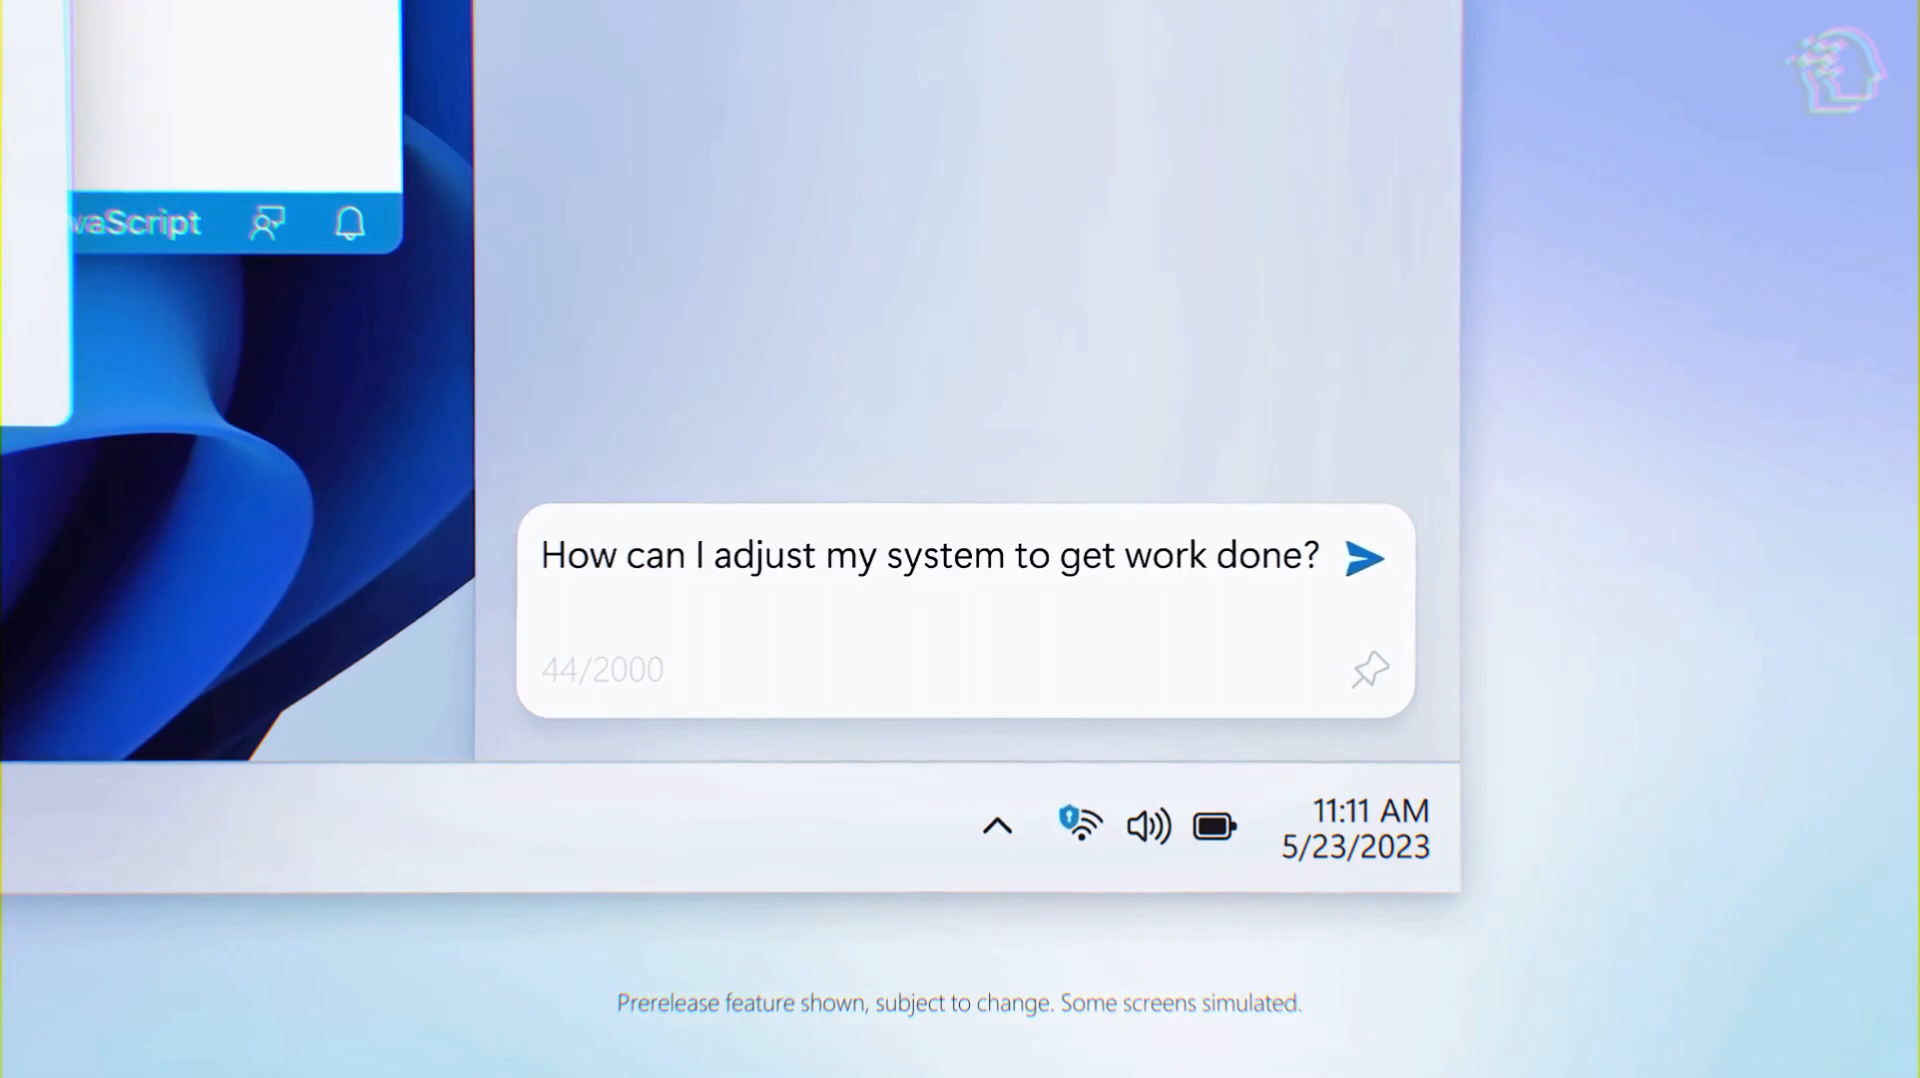 vaScript
How can I adjust my system to get work done?
44/2000
11:11 AM
5/23/2023
Prerelease feature shown, subject to change. Some screens simulated.